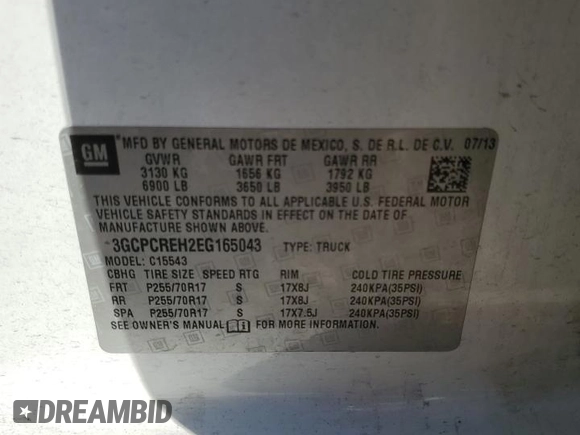 GM
*MFD BY GENERAL MOTORS DE MEXICO, S. DE R.L. DE C.V. 07/13
GVWR GAWR FRT GAWR RR
3130 KG 1656 KG 1792 KG
6900 LB 3650 LB 3950 LB
THIS VEHICLE CONFORMS TO ALL APPLICABLE U.S. FEDERAL MOTOR
VEHICLE SAFETY STANDARDS IN EFFECT ON THE DATE OF
MANUFACTURE SHOWN ABOVE.
*3GCPCREH2EG165043 TYPE: TRUCK
MODEL: C15543
CBHG TIRE SIZE SPEED RTG RIM COLD TIRE PRESSURE
FRT P255/70R17 S 17X8J 240KPA(35PSI)
RR P255/70R17 S 17X8J 240KPA(35PSI)
SPA P255/70R17 S 17X7.5J 240KPA(35PSI)
SEE OWNER'S MANUAL FOR MORE INFORMATION
DREAMBID